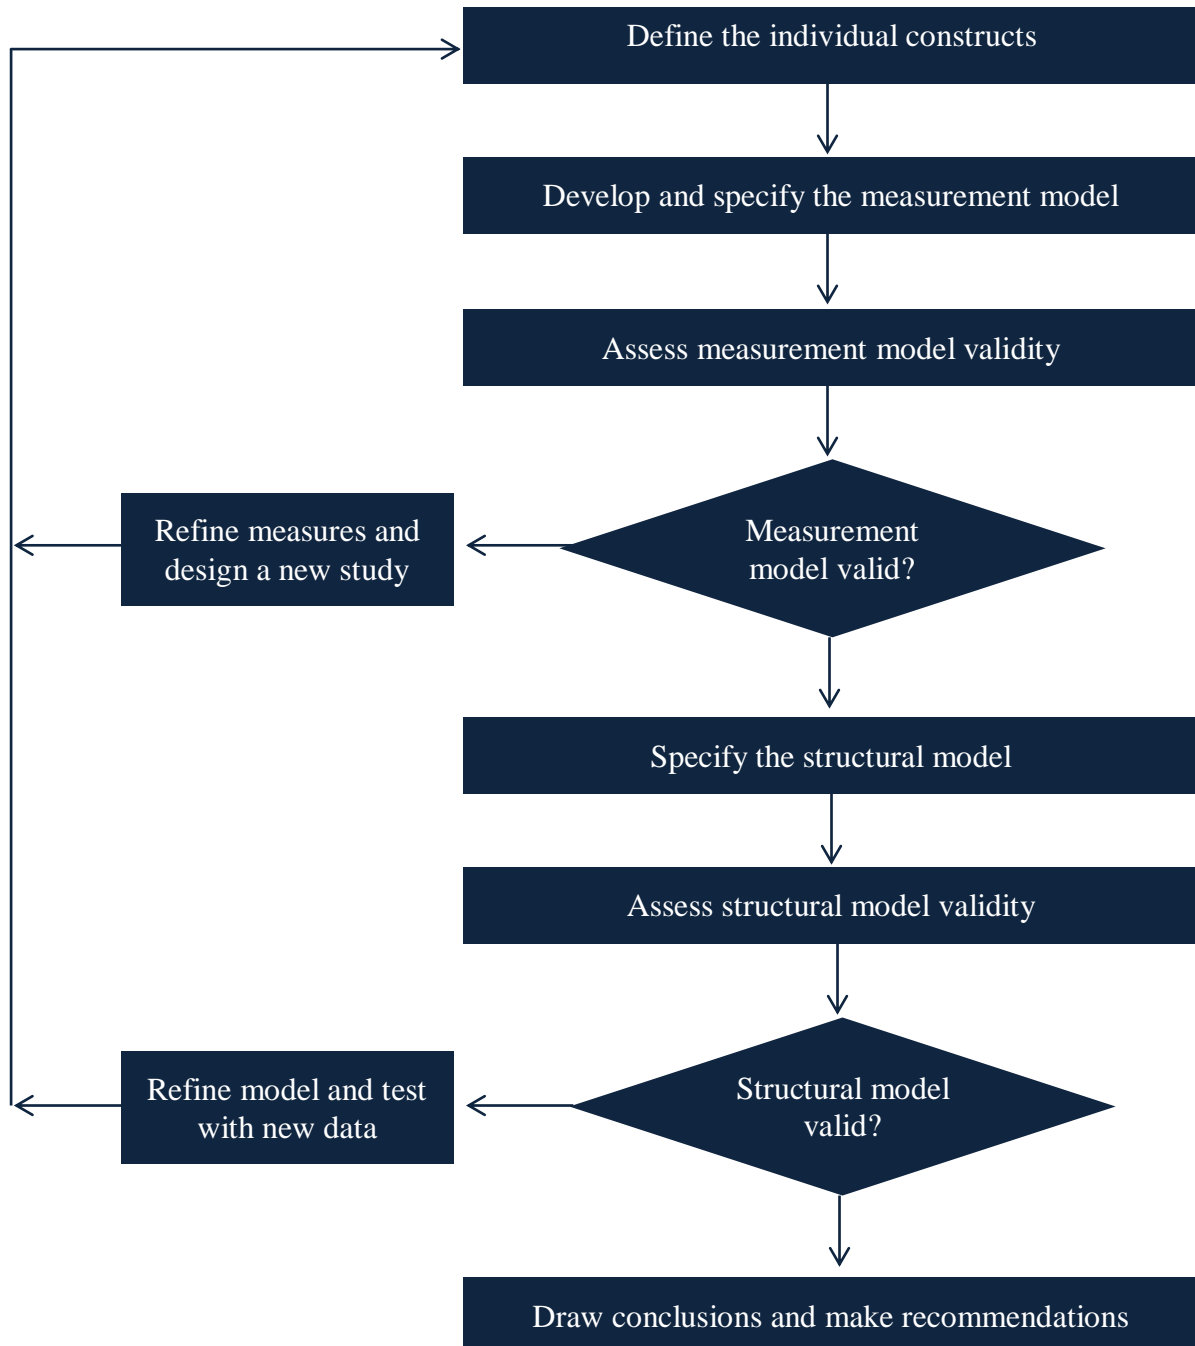 Define the individual constructs
Develop and specify the measurement model
Assess measurement model validity
Measurement
model valid?
Refine measures and
design a new study
Specify the structural model
Assess structural model validity
Structural model
valid?
Refine model and test
with new data
Draw conclusions and make recommendations